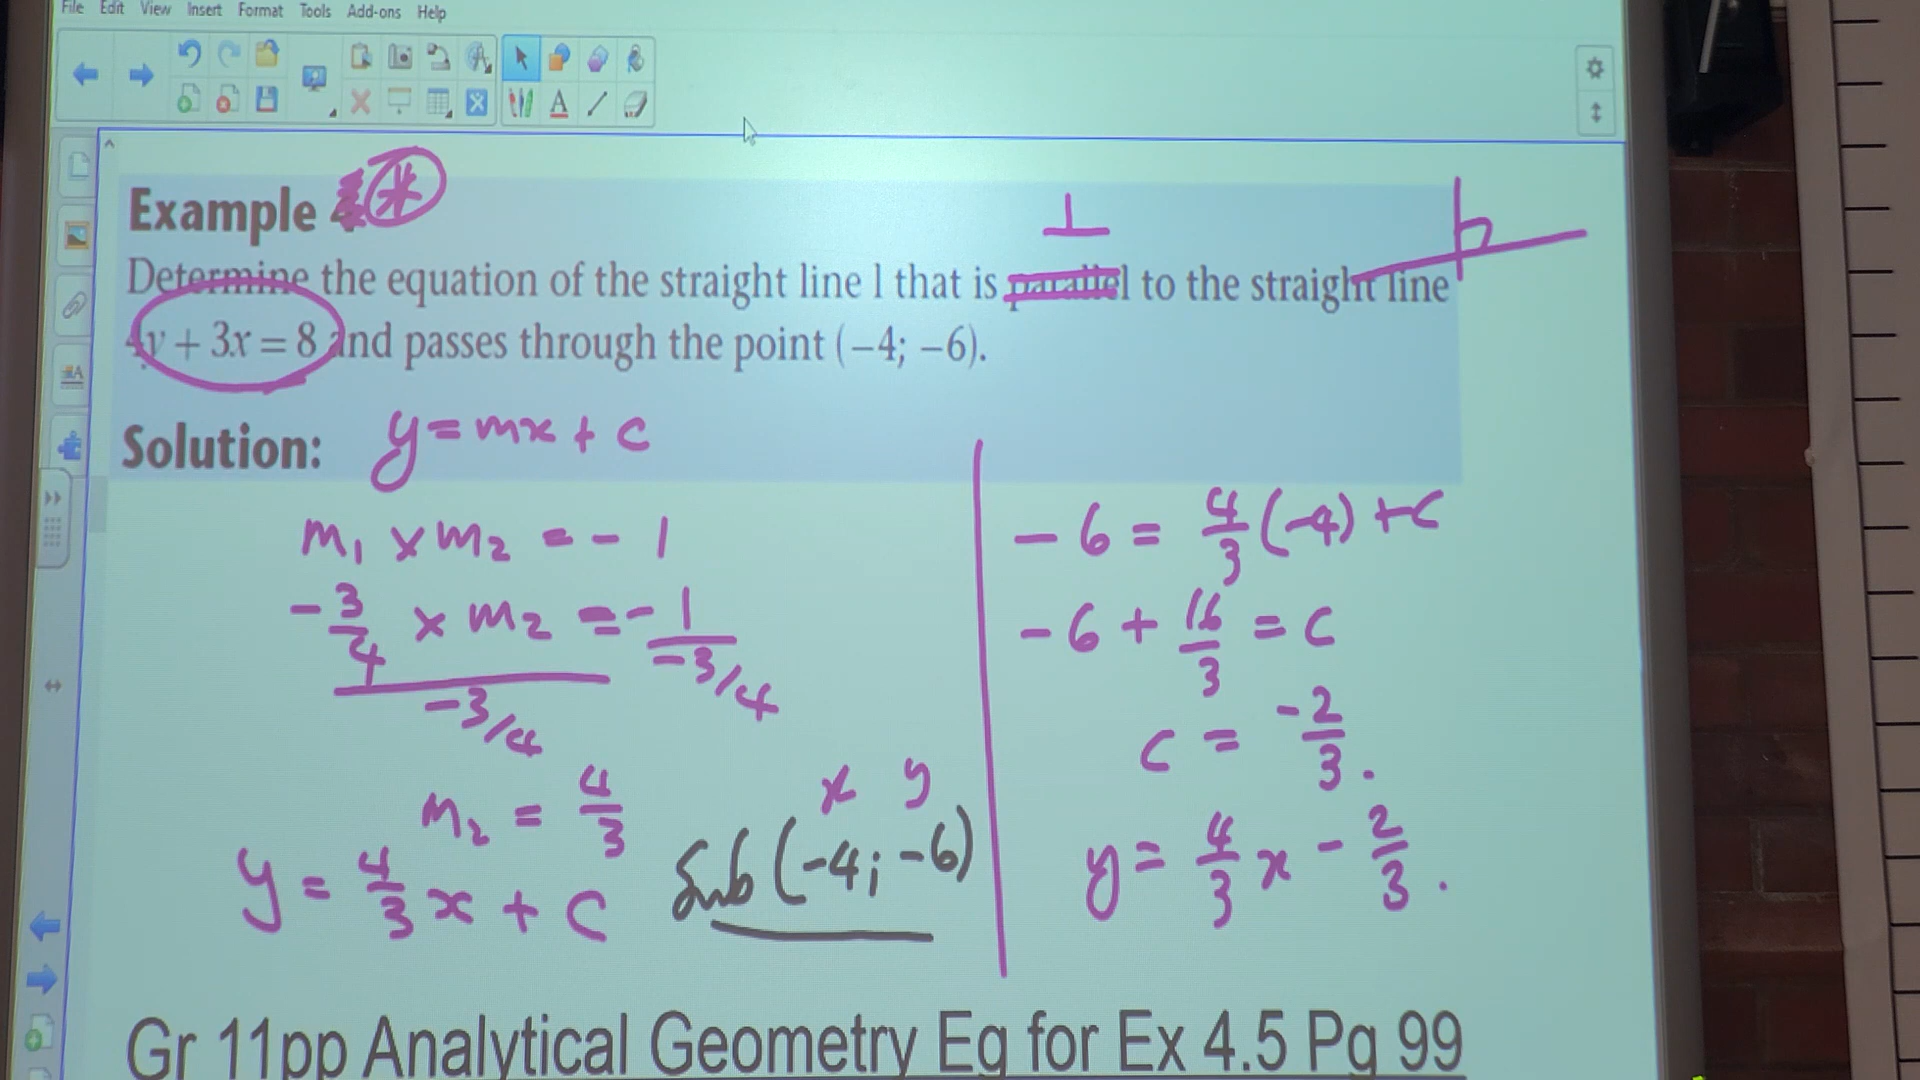 File Edit View Insert Format Tools Add-ons Help
Example
Determine the equation of the straight line l that is ⊥ parallel to the straight line
4y + 3x = 8 and passes through the point (−4; −6).
Solution: y = mx + c
m₁ × m₂ = -1
-3/4 × m₂ = -1
-3/4 -3/4
m₂ = 4/3
x y
y = 4/3 x + c Sub (-4; -6)
-6 = 4/3 (-4) + c
-6 + 16/3 = c
c = -2/3.
y = 4/3 x - 2/3.
Gr 11pp Analytical Geometry Eg for Ex 4.5 Pg 99